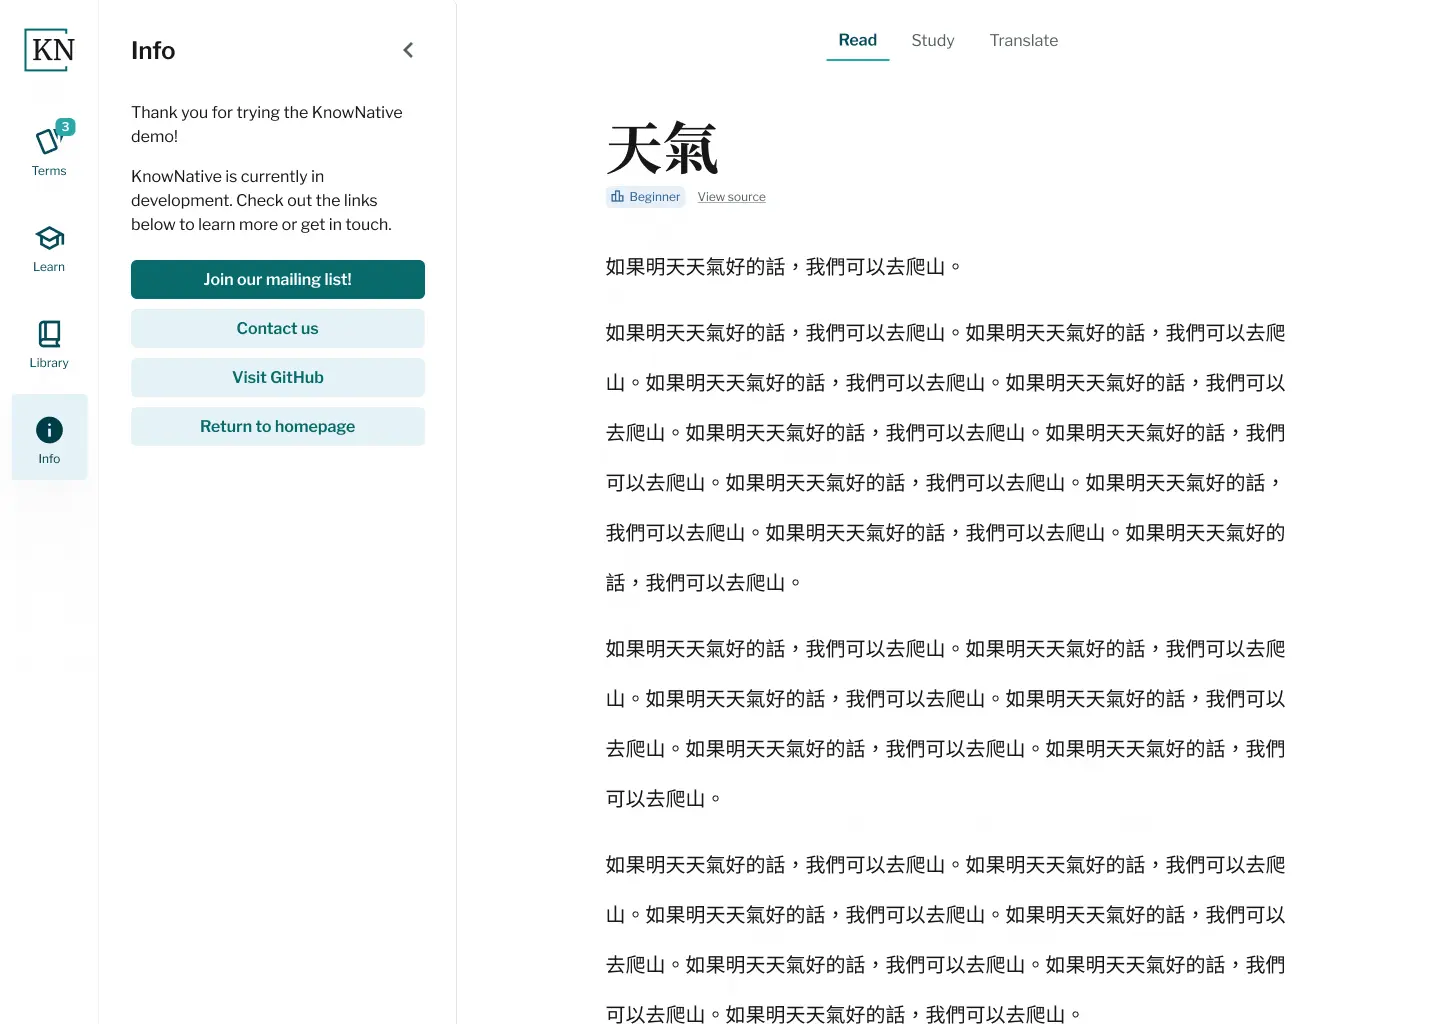 KN
3
Terms
Learn
Library
Info
Info
Thank you for trying the KnowNative
demo!
KnowNative is currently in
development. Check out the links
below to learn more or get in touch.
Join our mailing list!
Contact us
Visit GitHub
Return to homepage
Read
Study
Translate
天氣
Beginner
View source
如果明天天氣好的話，我們可以去爬山。
如果明天天氣好的話，我們可以去爬山。如果明天天氣好的話，我們可以去爬
山。如果明天天氣好的話，我們可以去爬山。如果明天天氣好的話，我們可以
去爬山。如果明天天氣好的話，我們可以去爬山。如果明天天氣好的話，我們
可以去爬山。如果明天天氣好的話，我們可以去爬山。如果明天天氣好的話，
我們可以去爬山。如果明天天氣好的話，我們可以去爬山。如果明天天氣好的
話，我們可以去爬山。
如果明天天氣好的話，我們可以去爬山。如果明天天氣好的話，我們可以去爬
山。如果明天天氣好的話，我們可以去爬山。如果明天天氣好的話，我們可以
去爬山。如果明天天氣好的話，我們可以去爬山。如果明天天氣好的話，我們
可以去爬山。
如果明天天氣好的話，我們可以去爬山。如果明天天氣好的話，我們可以去爬
山。如果明天天氣好的話，我們可以去爬山。如果明天天氣好的話，我們可以
去爬山。如果明天天氣好的話，我們可以去爬山。如果明天天氣好的話，我們
可以去爬山。如果明天天氣好的話，我們可以去爬山。